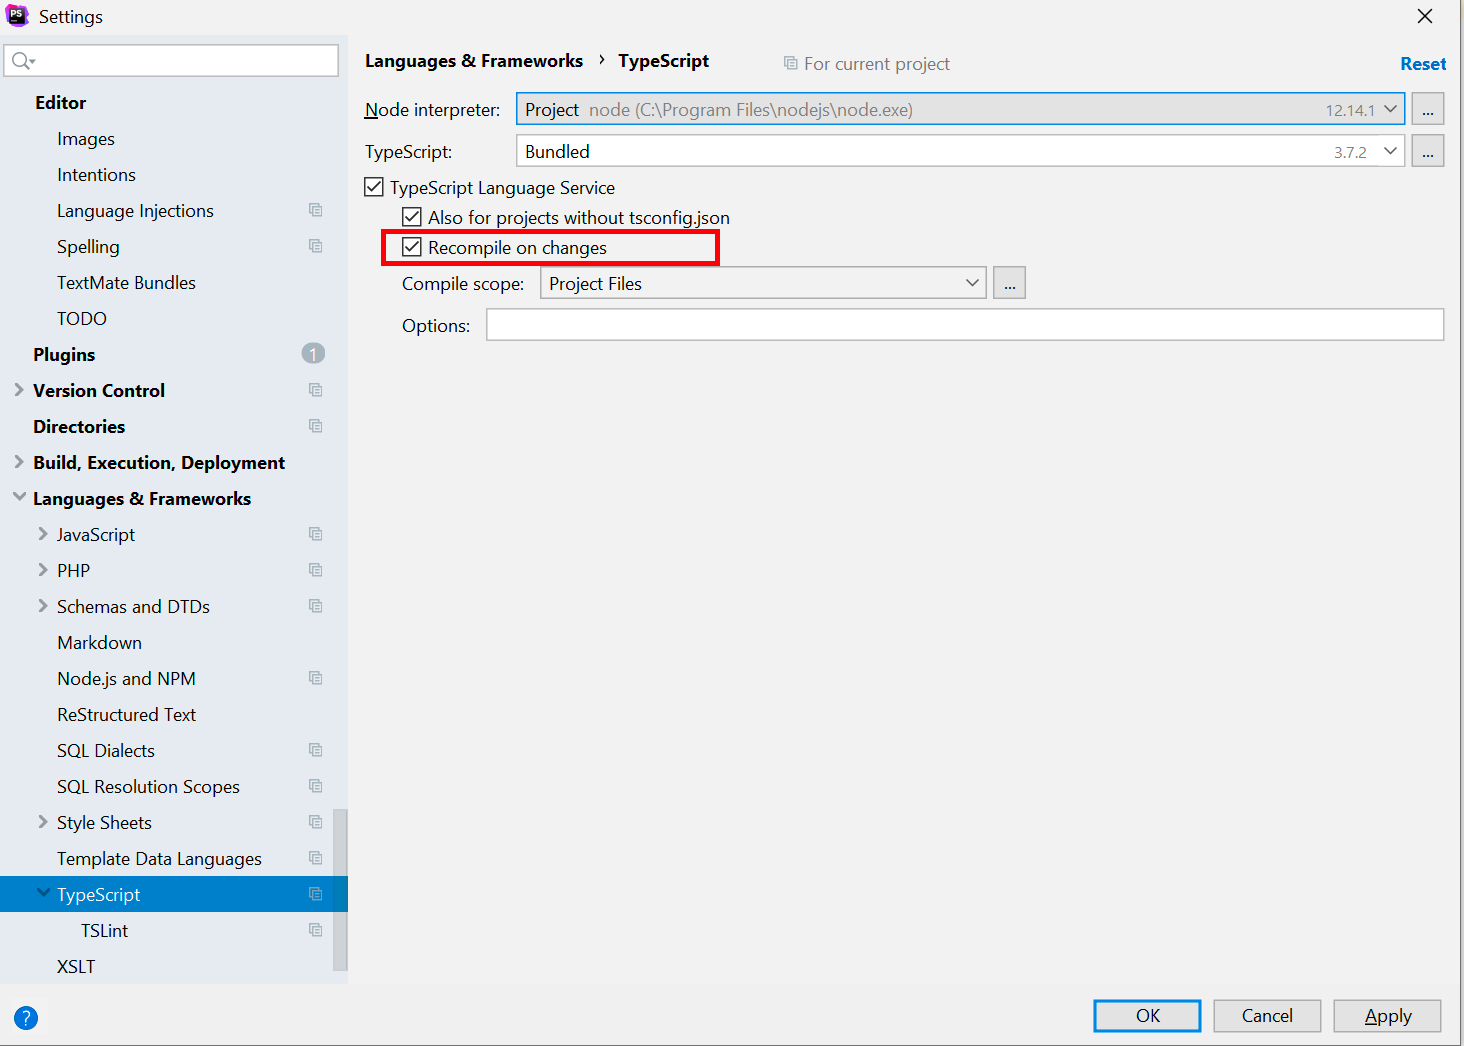 PS Settings
Editor
Images
Intentions
Language Injections
Spelling
TextMate Bundles
TODO
Plugins 1
Version Control
Directories
Build, Execution, Deployment
Languages & Frameworks
JavaScript
PHP
Schemas and DTDs
Markdown
Node.js and NPM
ReStructured Text
SQL Dialects
SQL Resolution Scopes
Style Sheets
Template Data Languages
TypeScript
TSLint
XSLT
?
Languages & Frameworks › TypeScript For current project Reset
Node interpreter: Project node (C:\Program Files\nodejs\node.exe) 12.14.1 ...
TypeScript: Bundled 3.7.2 ...
TypeScript Language Service
Also for projects without tsconfig.json
Recompile on changes
Compile scope: Project Files ...
Options:
OK Cancel Apply